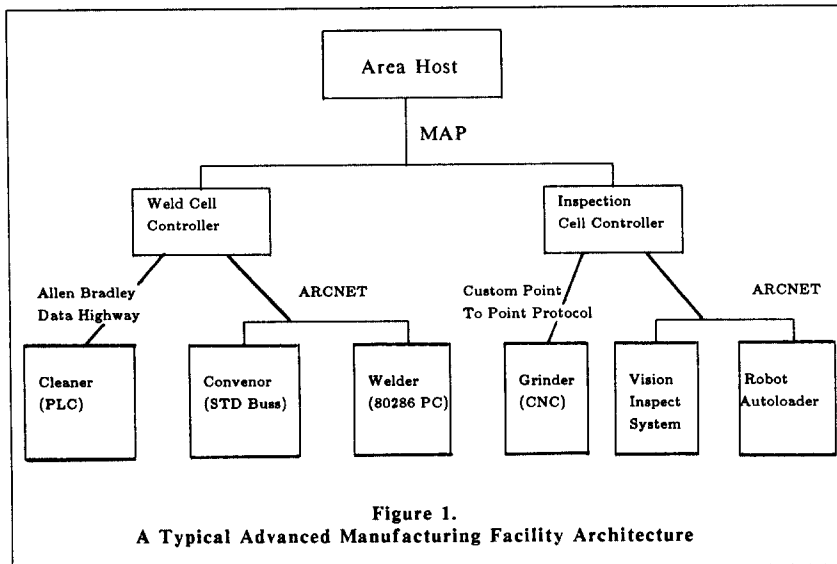 Area Host
MAP
Weld Cell
Controller
Inspection
Cell Controller
Allen Bradley
Data Highway
ARCNET
Custom Point
To Point Protocol
ARCNET
Cleaner
(PLC)
Convenor
(STD Buss)
Welder
(80286 PC)
Grinder
(CNC)
Vision
Inspect
System
Robot
Autoloader
Figure 1.
A Typical Advanced Manufacturing Facility Architecture